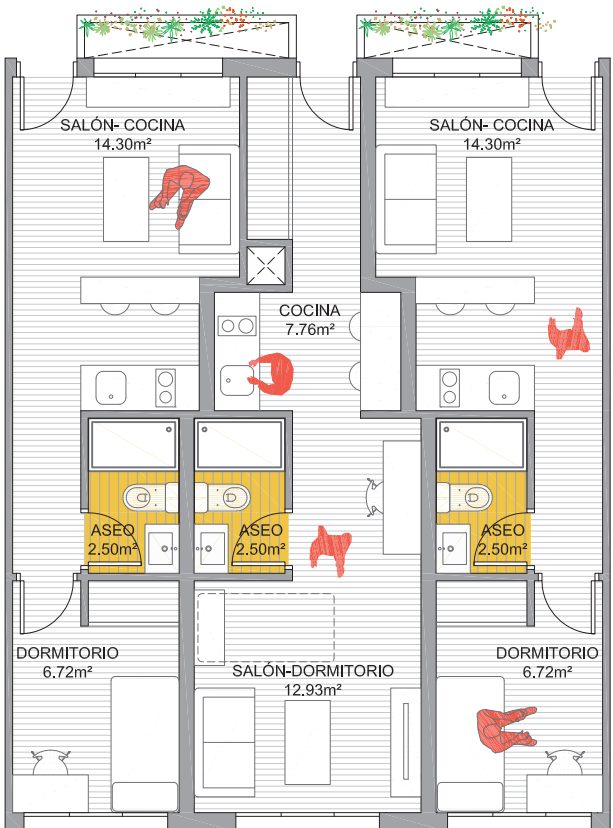 SALÓN- COCINA
14.30m²
SALÓN- COCINA
14.30m²
COCINA
7.76m²
ASEO
2.50m²
ASEO
2.50m²
ASEO
2.50m²
DORMITORIO
6.72m²
SALÓN-DORMITORIO
12.93m²
DORMITORIO
6.72m²